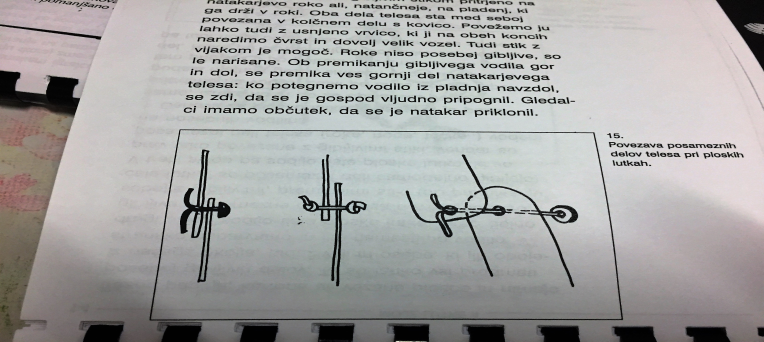 pomanjšano
natakarjevo roko ali, natančneje, na pladenj, ki
ga drži v roki. Oba dela telesa sta med seboj
povezana v kolčnem delu s kovico. Povežemo ju
lahko tudi z usnjeno vrvico, ki ji na obeh koncih
naredimo čvrst in dovolj velik vozel. Tudi stik z
vijakom je mogoč. Roke niso posebej gibljive, so
le narisane. Ob premikanju gibljivega vodila gor
in dol, se premika ves gornji del natakarjevega
telesa: ko potegnemo vodilo iz pladnja navzdol,
se zdi, da se je gospod vljudno pripognil. Gledal-
ci imamo občutek, da se je natakar priklonil.
15.
Povezava posameznih
delov telesa pri ploskih
lutkah.